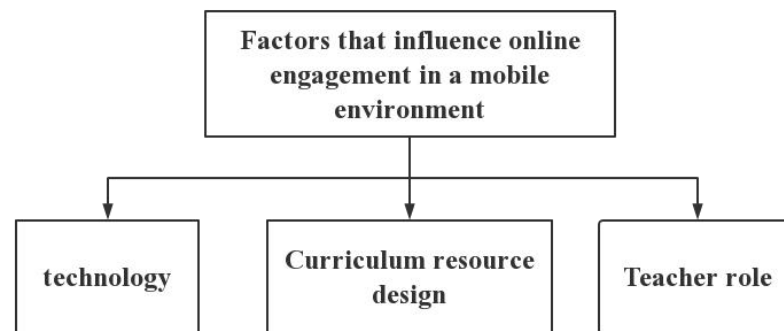 Factors that influence online
engagement in a mobile
environment
technology
Curriculum resource
design
Teacher role